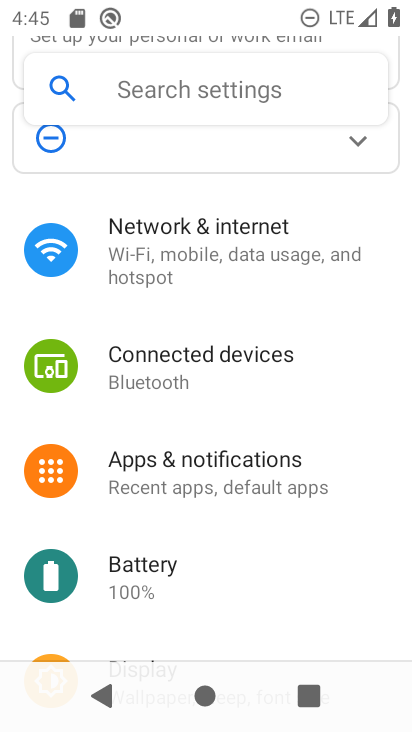 4:45
LTE
Set up your personal or work email
Search settings
Network & internet
Wi-Fi, mobile, data usage, and
hotspot
Connected devices
Bluetooth
Apps & notifications
Recent apps, default apps
Battery
100%
Display
Wallpaper, sleep, font size